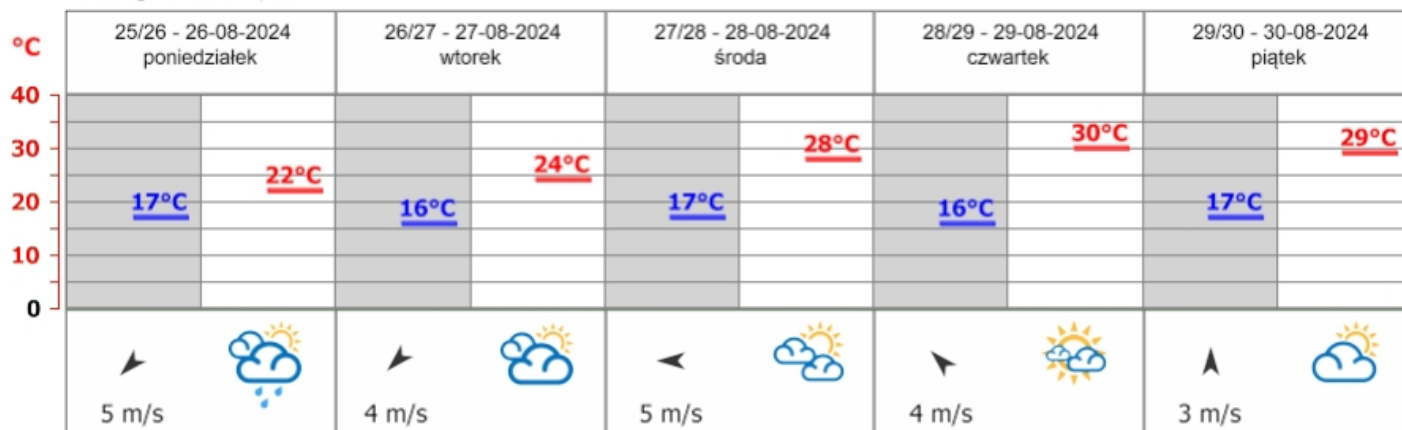 25/26 - 26-08-2024
poniedziałek
26/27 - 27-08-2024
wtorek
27/28 - 28-08-2024
środa
28/29 - 29-08-2024
czwartek
29/30 - 30-08-2024
piątek
°C
40
30
20
10
0
17°C
22°C
16°C
24°C
17°C
28°C
16°C
30°C
17°C
29°C
5 m/s
4 m/s
5 m/s
4 m/s
3 m/s